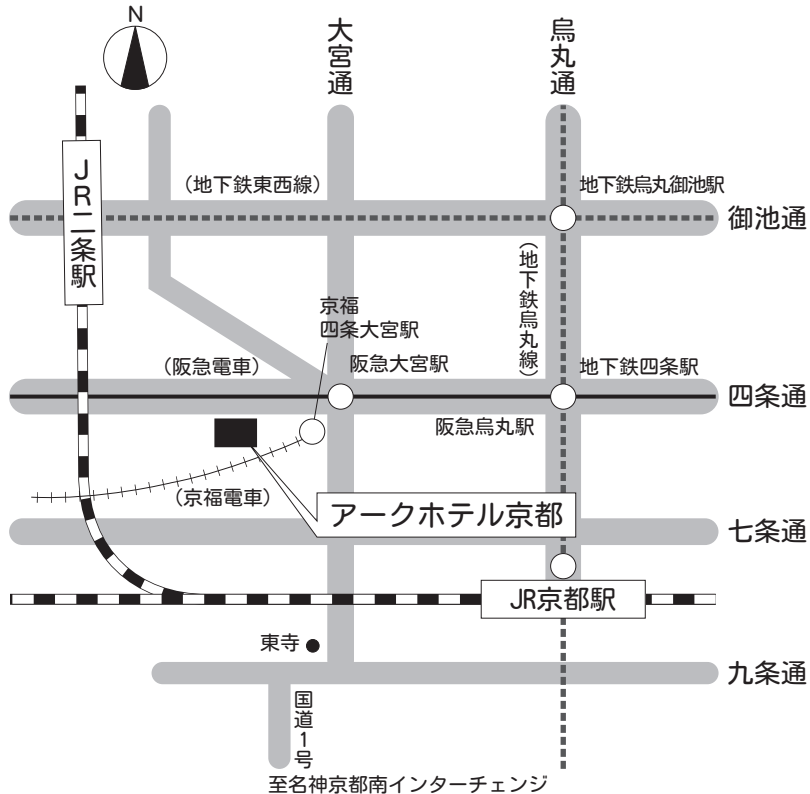 N
大宮通
烏丸通
JR二条駅
（地下鉄東西線）
地下鉄烏丸御池駅
御池通
（地下鉄烏丸線）
京福
四条大宮駅
（阪急電車）
阪急大宮駅
地下鉄四条駅
四条通
阪急烏丸駅
（京福電車）
アークホテル京都
七条通
JR京都駅
東寺
九条通
国道1号
至名神京都南インターチェンジ